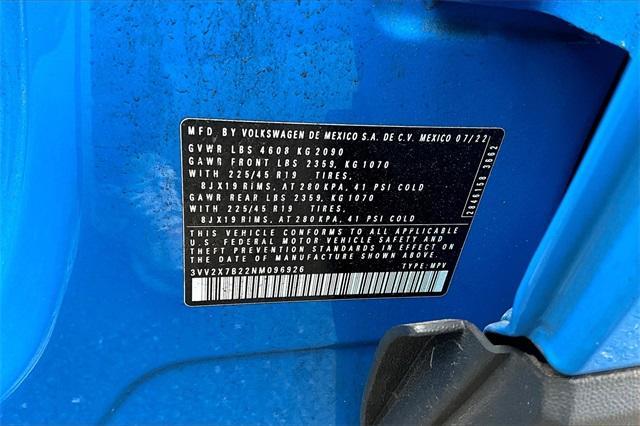 MFD. BY VOLKSWAGEN DE MEXICO S.A. DE C.V. MEXICO 07/22
GVWR LBS 4608 KG 2090
GAWR FRONT LBS 2359, KG 1070
WITH 225/45 R19 TIRES,
8JX19 RIMS, AT 280 KPA, 41 PSI COLD
GAWR REAR LBS 2359, KG 1070
WITH 225/45 R19 TIRES,
8JX19 RIMS, AT 280 KPA, 41 PSI COLD
THIS VEHICLE CONFORMS TO ALL APPLICABLE
U.S. FEDERAL MOTOR VEHICLE SAFETY AND
THEFT PREVENTION STANDARDS IN EFFECT ON
THE DATE OF MANUFACTURE SHOWN ABOVE.
3VV2X7B22NM096926 TYPE: MPV